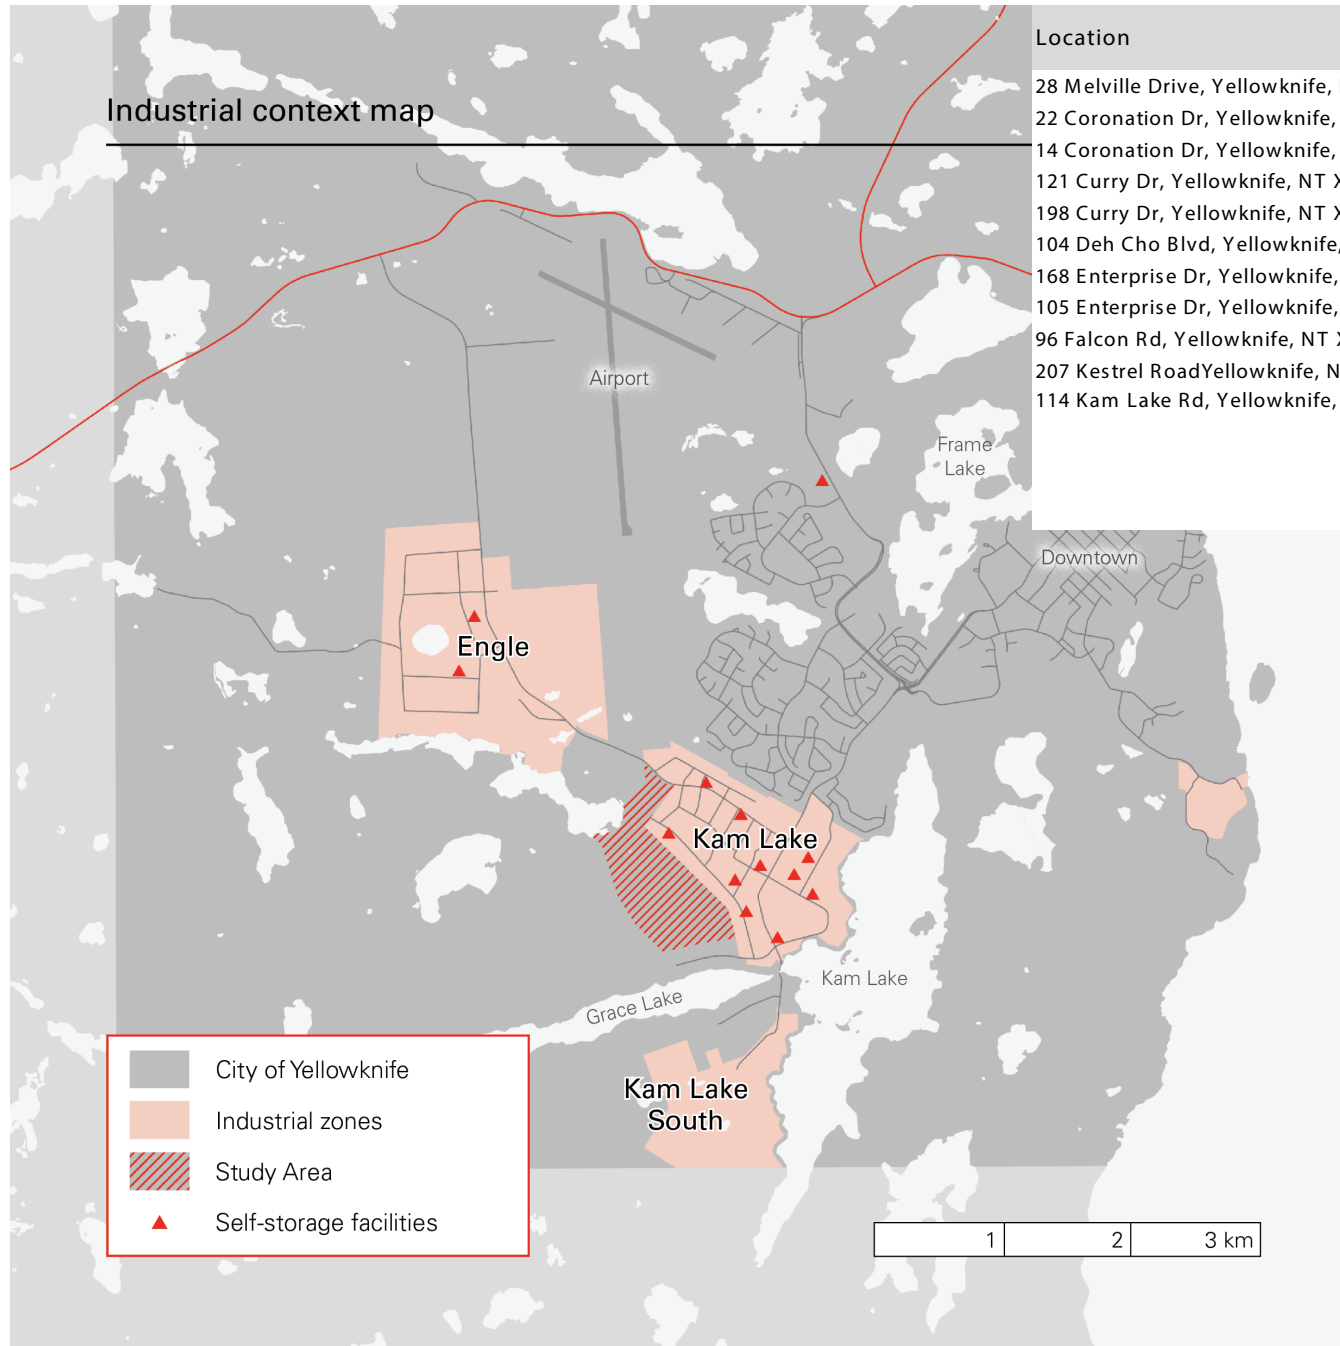 Industrial context map
Location
28 Melville Drive, Yellowknife,
22 Coronation Dr, Yellowknife,
14 Coronation Dr, Yellowknife,
121 Curry Dr, Yellowknife, NT X
198 Curry Dr, Yellowknife, NT X
104 Deh Cho Blvd, Yellowknife,
168 Enterprise Dr, Yellowknife,
105 Enterprise Dr, Yellowknife,
96 Falcon Rd, Yellowknife, NT X
207 Kestrel RoadYellowknife, N
114 Kam Lake Rd, Yellowknife,
Airport
Frame
Lake
Downtown
Engle
Kam Lake
Kam Lake
Grace Lake
Kam Lake
South
City of Yellowknife
Industrial zones
Study Area
Self-storage facilities
1 2 3 km